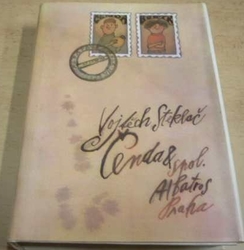 Vojtěch Steklač
Čenda & spol.
Albatros
Praha